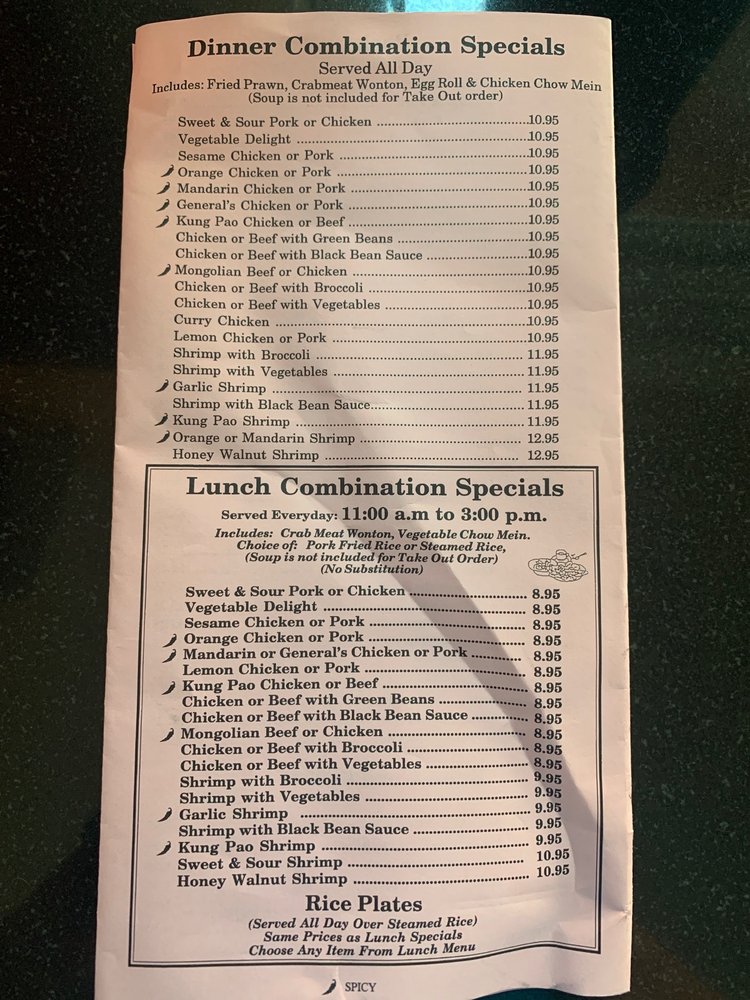 Dinner Combination Specials
Served All Day
Includes: Fried Prawn, Crabmeat Wonton, Egg Roll & Chicken Chow Mein
(Soup is not included for Take Out order)
Sweet & Sour Pork or Chicken ........ 10.95
Vegetable Delight ........ 10.95
Sesame Chicken or Pork ........ 10.95
Orange Chicken or Pork ........ 10.95
Mandarin Chicken or Pork ........ 10.95
General's Chicken or Pork ........ 10.95
Kung Pao Chicken or Beef ........ 10.95
Chicken or Beef with Green Beans ........ 10.95
Chicken or Beef with Black Bean Sauce ........ 10.95
Mongolian Beef or Chicken ........ 10.95
Chicken or Beef with Broccoli ........ 10.95
Chicken or Beef with Vegetables ........ 10.95
Curry Chicken ........ 10.95
Lemon Chicken or Pork ........ 10.95
Shrimp with Broccoli ........ 11.95
Shrimp with Vegetables ........ 11.95
Garlic Shrimp ........ 11.95
Shrimp with Black Bean Sauce ........ 11.95
Kung Pao Shrimp ........ 11.95
Orange or Mandarin Shrimp ........ 12.95
Honey Walnut Shrimp ........ 12.95
Lunch Combination Specials
Served Everyday: 11:00 a.m to 3:00 p.m.
Includes: Crab Meat Wonton, Vegetable Chow Mein.
Choice of: Pork Fried Rice or Steamed Rice,
(Soup is not included for Take Out Order)
(No Substitution)
Sweet & Sour Pork or Chicken ........ 8.95
Vegetable Delight ........ 8.95
Sesame Chicken or Pork ........ 8.95
Orange Chicken or Pork ........ 8.95
Mandarin or General's Chicken or Pork ........ 8.95
Lemon Chicken or Pork ........ 8.95
Kung Pao Chicken or Beef ........ 8.95
Chicken or Beef with Green Beans ........ 8.95
Chicken or Beef with Black Bean Sauce ........ 8.95
Mongolian Beef or Chicken ........ 8.95
Chicken or Beef with Broccoli ........ 8.95
Chicken or Beef with Vegetables ........ 8.95
Shrimp with Broccoli ........ 9.95
Shrimp with Vegetables ........ 9.95
Garlic Shrimp ........ 9.95
Shrimp with Black Bean Sauce ........ 9.95
Kung Pao Shrimp ........ 9.95
Sweet & Sour Shrimp ........ 10.95
Honey Walnut Shrimp ........ 10.95
Rice Plates
(Served All Day Over Steamed Rice)
Same Prices as Lunch Specials
Choose Any Item From Lunch Menu
SPICY